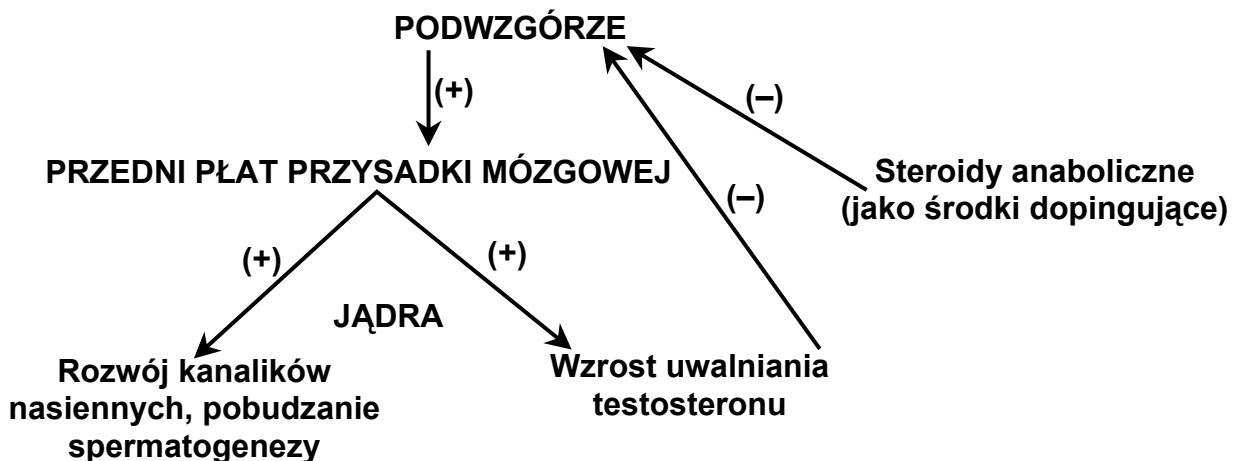 PODWZGÓRZE
(+)
(–)
PRZEDNI PŁAT PRZYSADKI MÓZGOWEJ
Steroidy anaboliczne
(jako środki dopingujące)
(–)
(+)
(+)
JĄDRA
Rozwój kanalików
nasiennych, pobudzanie
spermatogenezy
Wzrost uwalniania
testosteronu